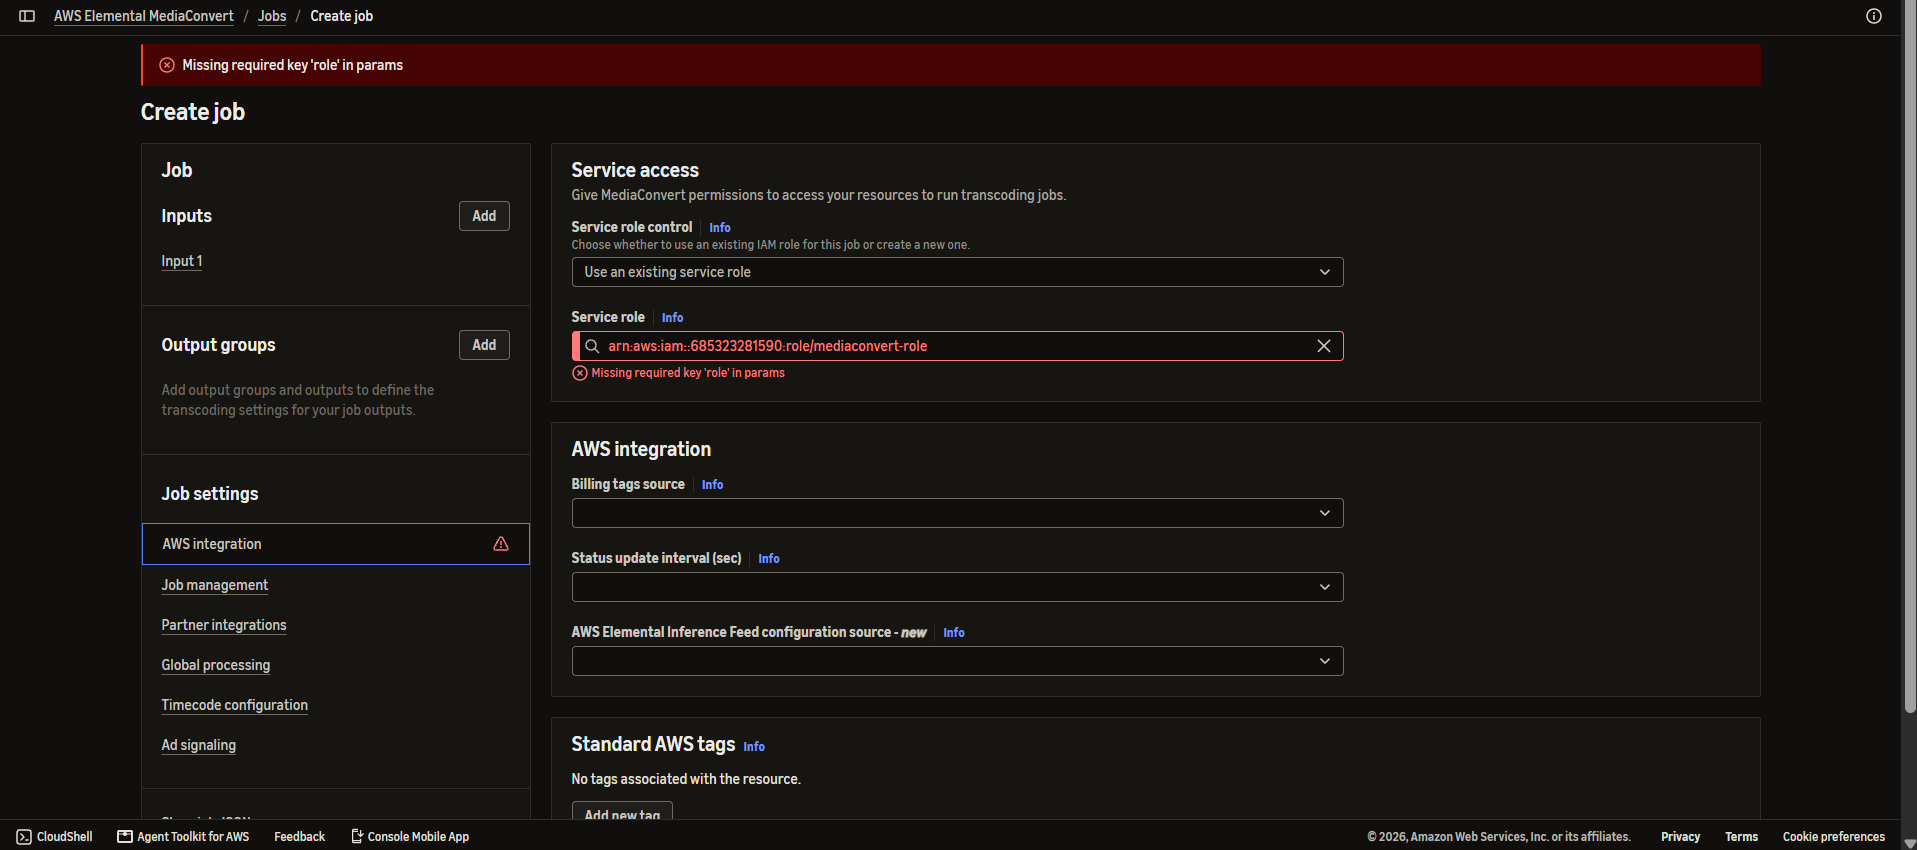 AWS Elemental MediaConvert / Jobs / Create job
Missing required key 'role' in params
Create job
Job
Inputs
Add
Input 1
Output groups
Add
Add output groups and outputs to define the
transcoding settings for your job outputs.
Job settings
AWS integration
Job management
Partner integrations
Global processing
Timecode configuration
Ad signaling
Service access
Give MediaConvert permissions to access your resources to run transcoding jobs.
Service role control
Info
Choose whether to use an existing IAM role for this job or create a new one.
Use an existing service role
Service role
Info
arn:aws:iam::685323281590:role/mediaconvert-role
Missing required key 'role' in params
AWS integration
Billing tags source
Info
Status update interval (sec)
Info
AWS Elemental Inference Feed configuration source - new
Info
Standard AWS tags
Info
No tags associated with the resource.
Add new tag
CloudShell
Agent Toolkit for AWS
Feedback
Console Mobile App
© 2026, Amazon Web Services, Inc. or its affiliates.
Privacy
Terms
Cookie preferences